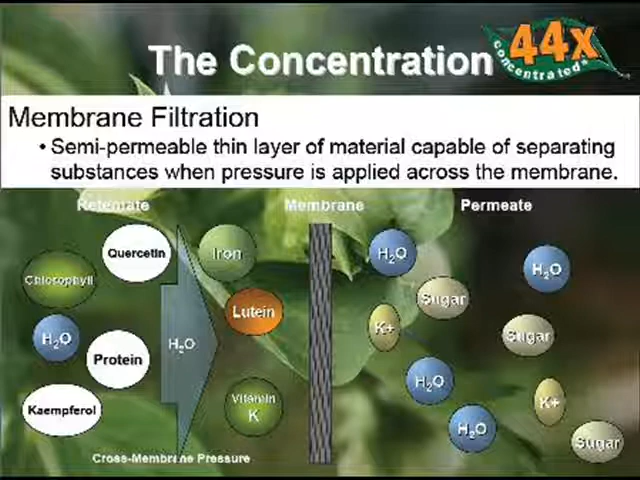 The Concentration
44x
concentrated
Membrane Filtration
• Semi-permeable thin layer of material capable of separating
substances when pressure is applied across the membrane.
Retentate
Membrane
Permeate
Quercetin
Iron
H₂O
H₂O
Chlorophyll
Sugar
Lutein
K+
Sugar
H₂O
H₂O
Protein
H₂O
Kaempferol
Vitamin
K
K+
H₂O
Sugar
Cross-Membrane Pressure